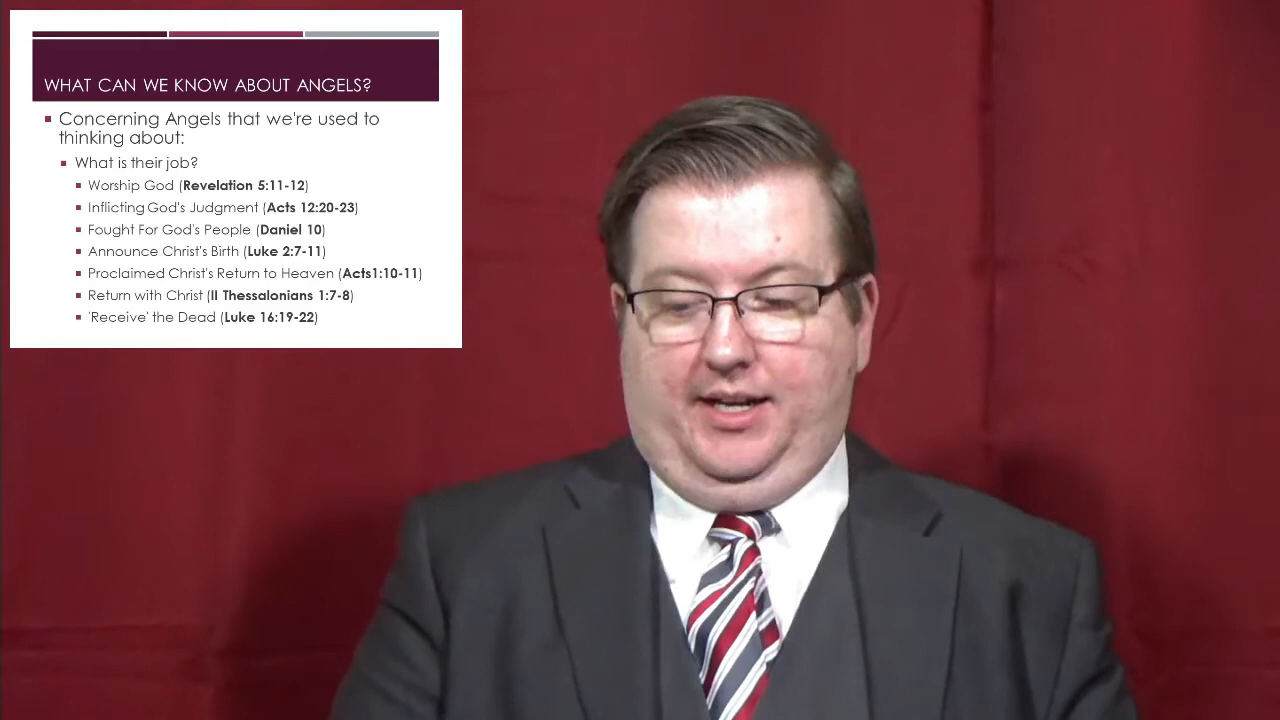 WHAT CAN WE KNOW ABOUT ANGELS?
Concerning Angels that we're used to
thinking about:
What is their job?
Worship God (Revelation 5:11-12)
Inflicting God's Judgment (Acts 12:20-23)
Fought For God's People (Daniel 10)
Announce Christ's Birth (Luke 2:7-11)
Proclaimed Christ's Return to Heaven (Acts1:10-11)
Return with Christ (II Thessalonians 1:7-8)
'Receive' the Dead (Luke 16:19-22)